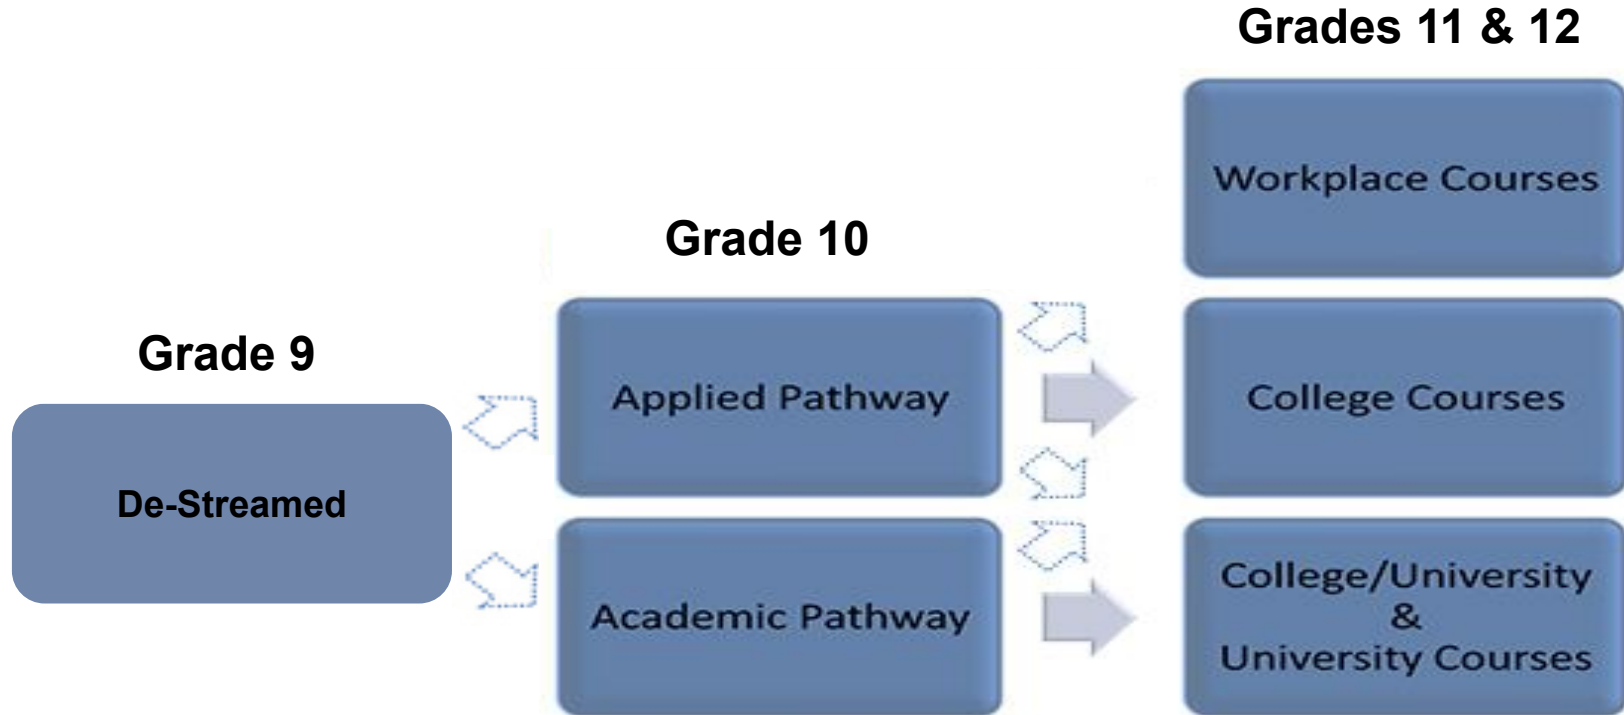 Grades 11 & 12
Workplace Courses
Grade 10
Applied Pathway
College Courses
Grade 9
De-Streamed
Academic Pathway
College/University
&
University Courses